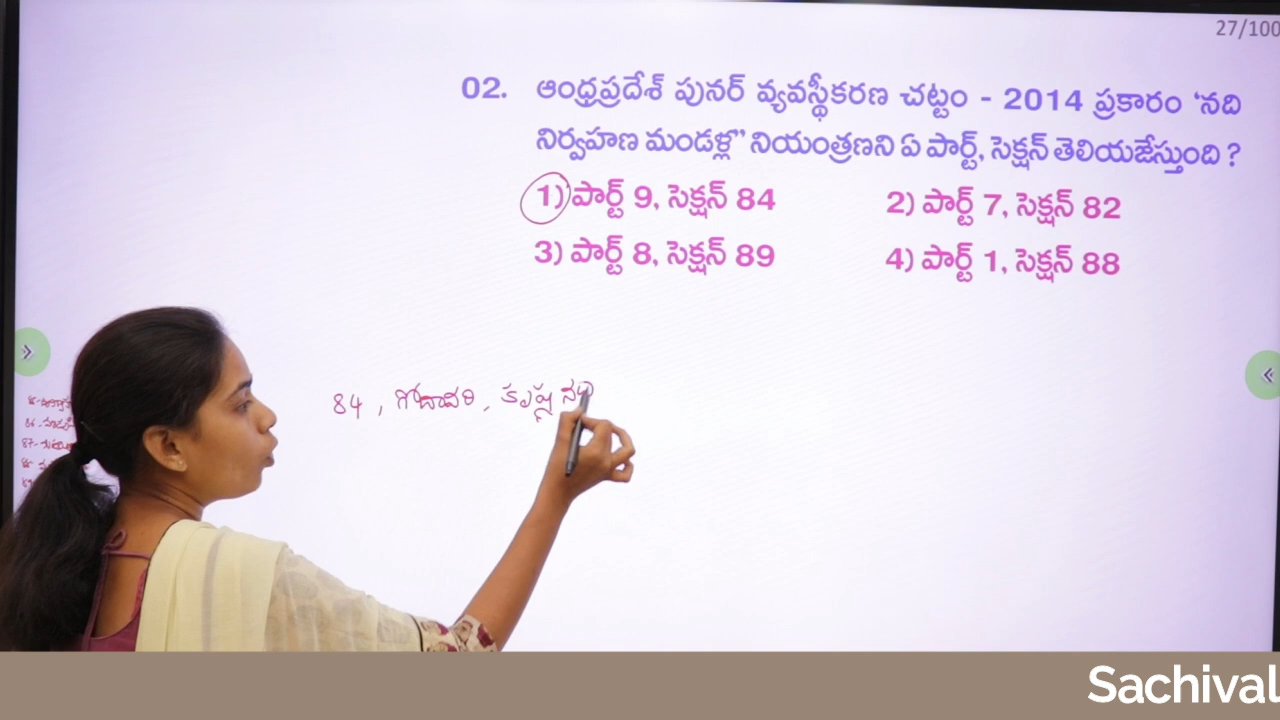 27/100
02. ఆంధ్రప్రదేశ్ పునర్ వ్యవస్థీకరణ చట్టం - 2014 ప్రకారం ‘నది
నిర్వహణ మండళ్ల” నియంత్రణని ఏ పార్ట్, సెక్షన్ తెలియజేస్తుంది ?
1) పార్ట్ 9, సెక్షన్ 84 2) పార్ట్ 7, సెక్షన్ 82
3) పార్ట్ 8, సెక్షన్ 89 4) పార్ట్ 1, సెక్షన్ 88
84 , గోదావరి , కృష్ణ
Sachival